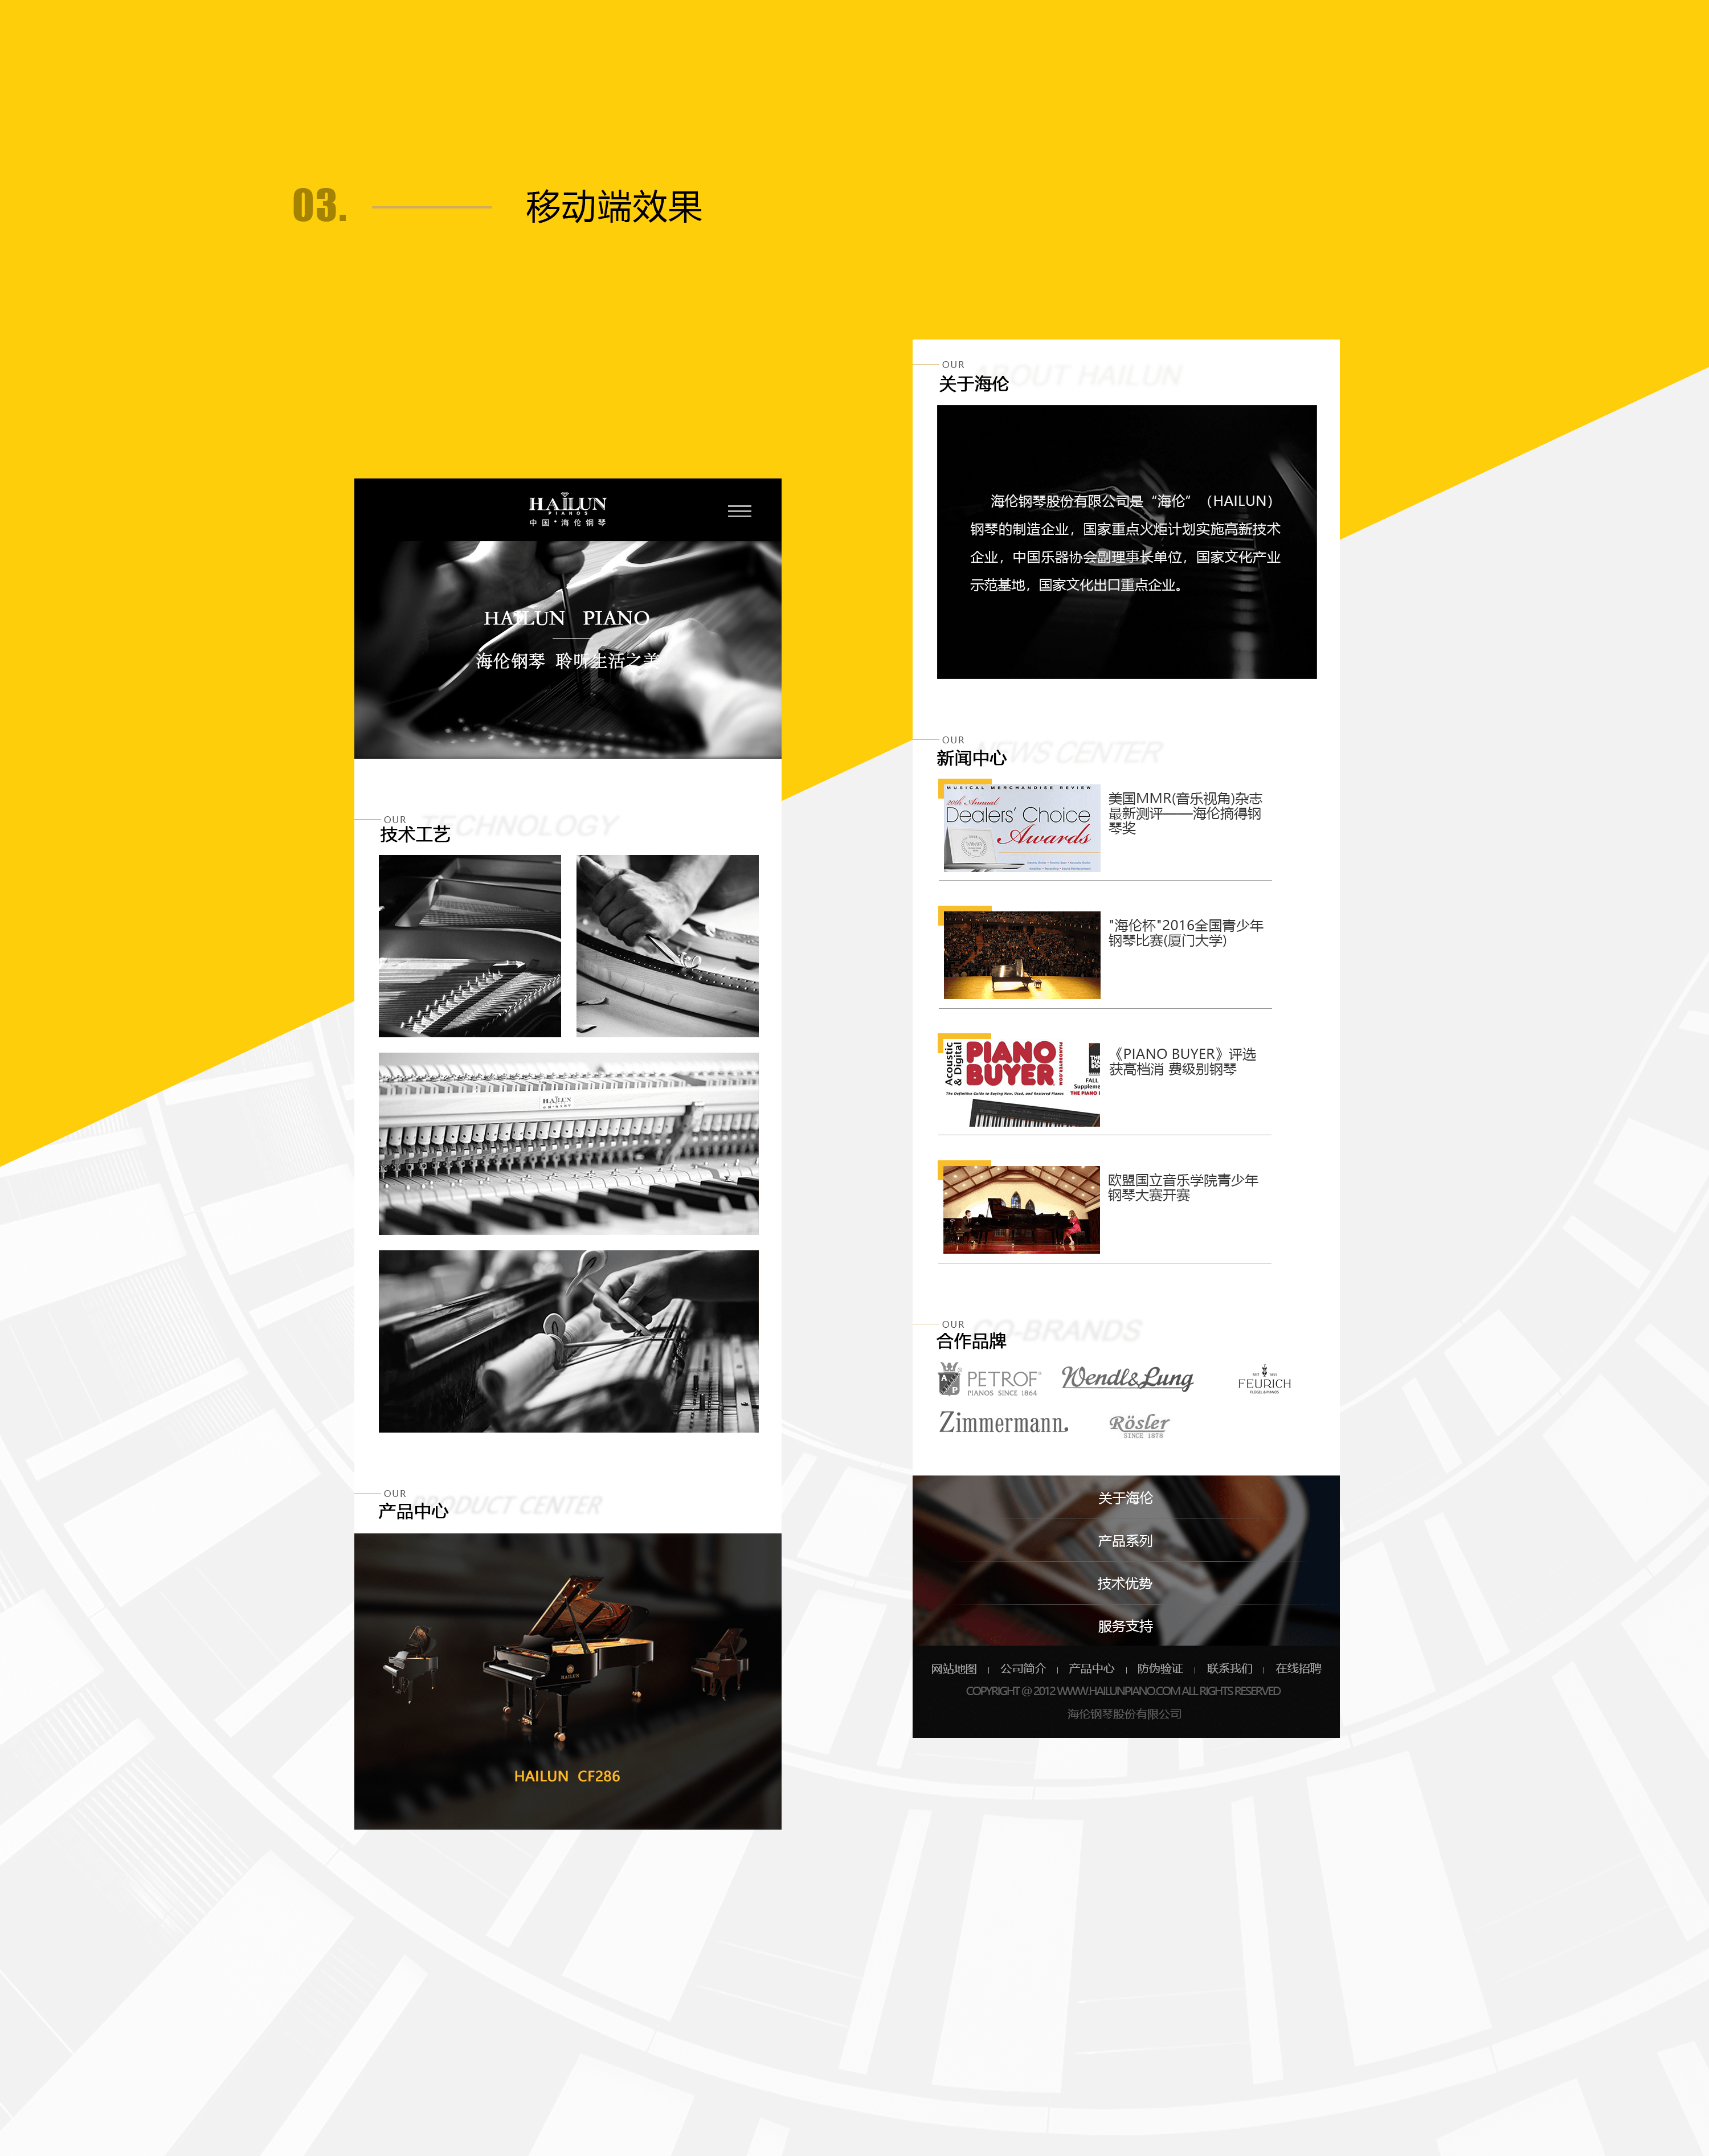 03.
移动端效果
HAILUN
PIANOS
中国·海伦钢琴
HAILUN PIANO
海伦钢琴 聆听生活之美
OUR
TECHNOLOGY
技术工艺
HAILUN
OUR
PRODUCT CENTER
产品中心
HAILUN
HAILUN CF286
OUR
ABOUT HAILUN
关于海伦
海伦钢琴股份有限公司是“海伦”（HAILUN）
钢琴的制造企业，国家重点火炬计划实施高新技术
企业，中国乐器协会副理事长单位，国家文化产业
示范基地，国家文化出口重点企业。
OUR
NEWS CENTER
新闻中心
MUSICAL MERCHANDISE REVIEW
20th Annual
Dealers' Choice
Awards
美国MMR(音乐视角)杂志
最新测评——海伦摘得钢
琴奖
"海伦杯"2016全国青少年
钢琴比赛(厦门大学)
Acoustic
& Digital
PIANO
BUYER
PIANOBUYER.COM
FALL
Suppleme
The Definitive Guide to Buying New, Used, and Restored Pianos
THE PIANO
《PIANO BUYER》评选
获高档消 费级别钢琴
欧盟国立音乐学院青少年
钢琴大赛开赛
OUR
CO-BRANDS
合作品牌
AP
PETROF®
PIANOS SINCE 1864
Wendl&Lung
FEURICH
Zimmermann.
Rösler
SINCE 1878
关于海伦
产品系列
技术优势
服务支持
网站地图 | 公司简介 | 产品中心 | 防伪验证 | 联系我们 | 在线招聘
COPYRIGHT @ 2012 WWW.HAILUNPIANO.COM ALL RIGHTS RESERVED
海伦钢琴股份有限公司